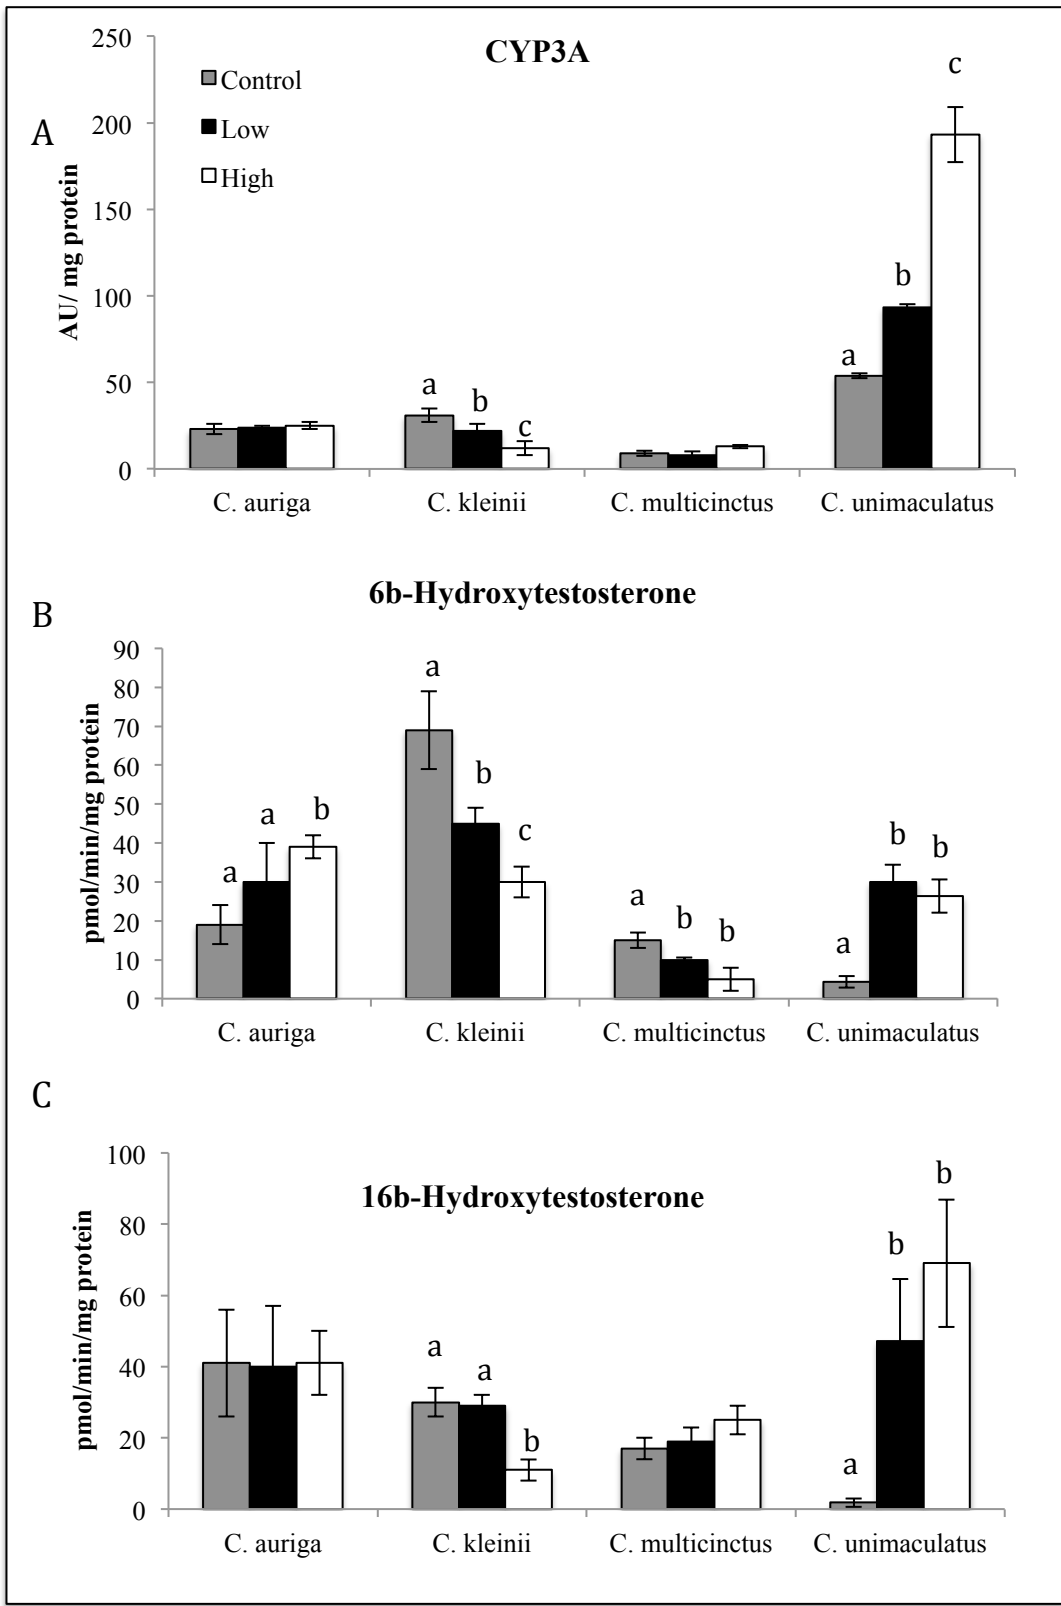 250
CYP3A
Control
A
200
Low
High
150
AU/ mg protein
100
50
0
a
b
c
a
b
c
C. auriga
C. kleinii
C. multicinctus
C. unimaculatus
6b-Hydroxytestosterone
B
90
80
70
60
50
40
30
20
10
0
pmol/min/mg protein
a
a
b
a
b
c
a
b
b
a
b
b
C. auriga
C. kleinii
C. multicinctus
C. unimaculatus
C
100
16b-Hydroxytestosterone
80
60
40
20
0
pmol/min/mg protein
a
a
b
a
b
b
C. auriga
C. kleinii
C. multicinctus
C. unimaculatus